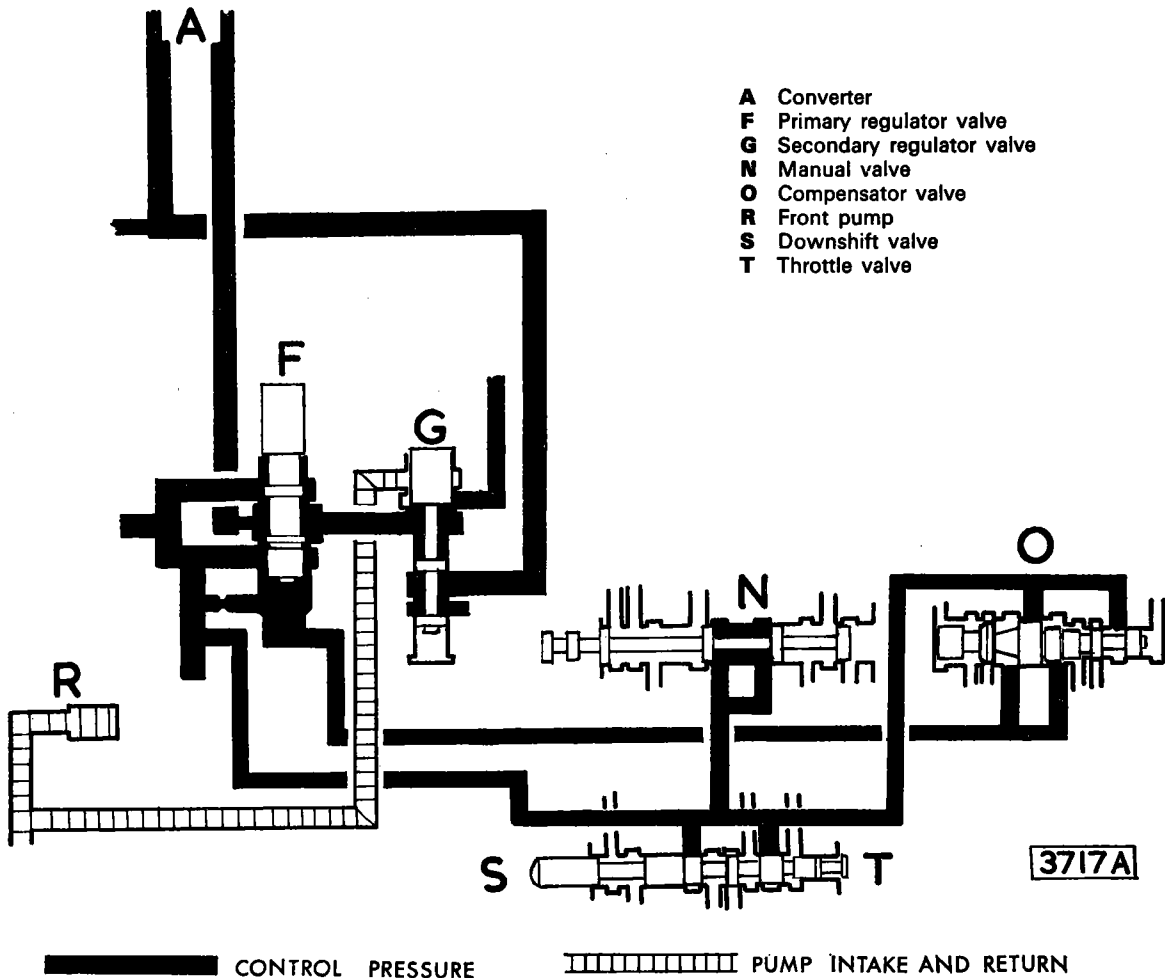 A
A Converter
F Primary regulator valve
G Secondary regulator valve
N Manual valve
O Compensator valve
R Front pump
S Downshift valve
T Throttle valve
F
G
O
N
R
S
T
3717A
CONTROL PRESSURE
PUMP INTAKE AND RETURN